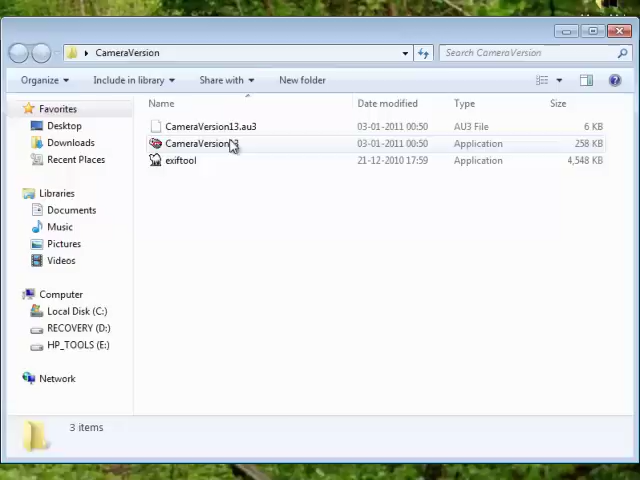 CameraVersion
Search CameraVersion
Organize Include in library Share with New folder
Name Date modified Type Size
Favorites
Desktop
Downloads
Recent Places
Libraries
Documents
Music
Pictures
Videos
Computer
Local Disk (C:)
RECOVERY (D:)
HP_TOOLS (E:)
Network
CameraVersion13.au3 03-01-2011 00:50 AU3 File 6 KB
CameraVersion13 03-01-2011 00:50 Application 258 KB
exiftool 21-12-2010 17:59 Application 4,548 KB
3 items